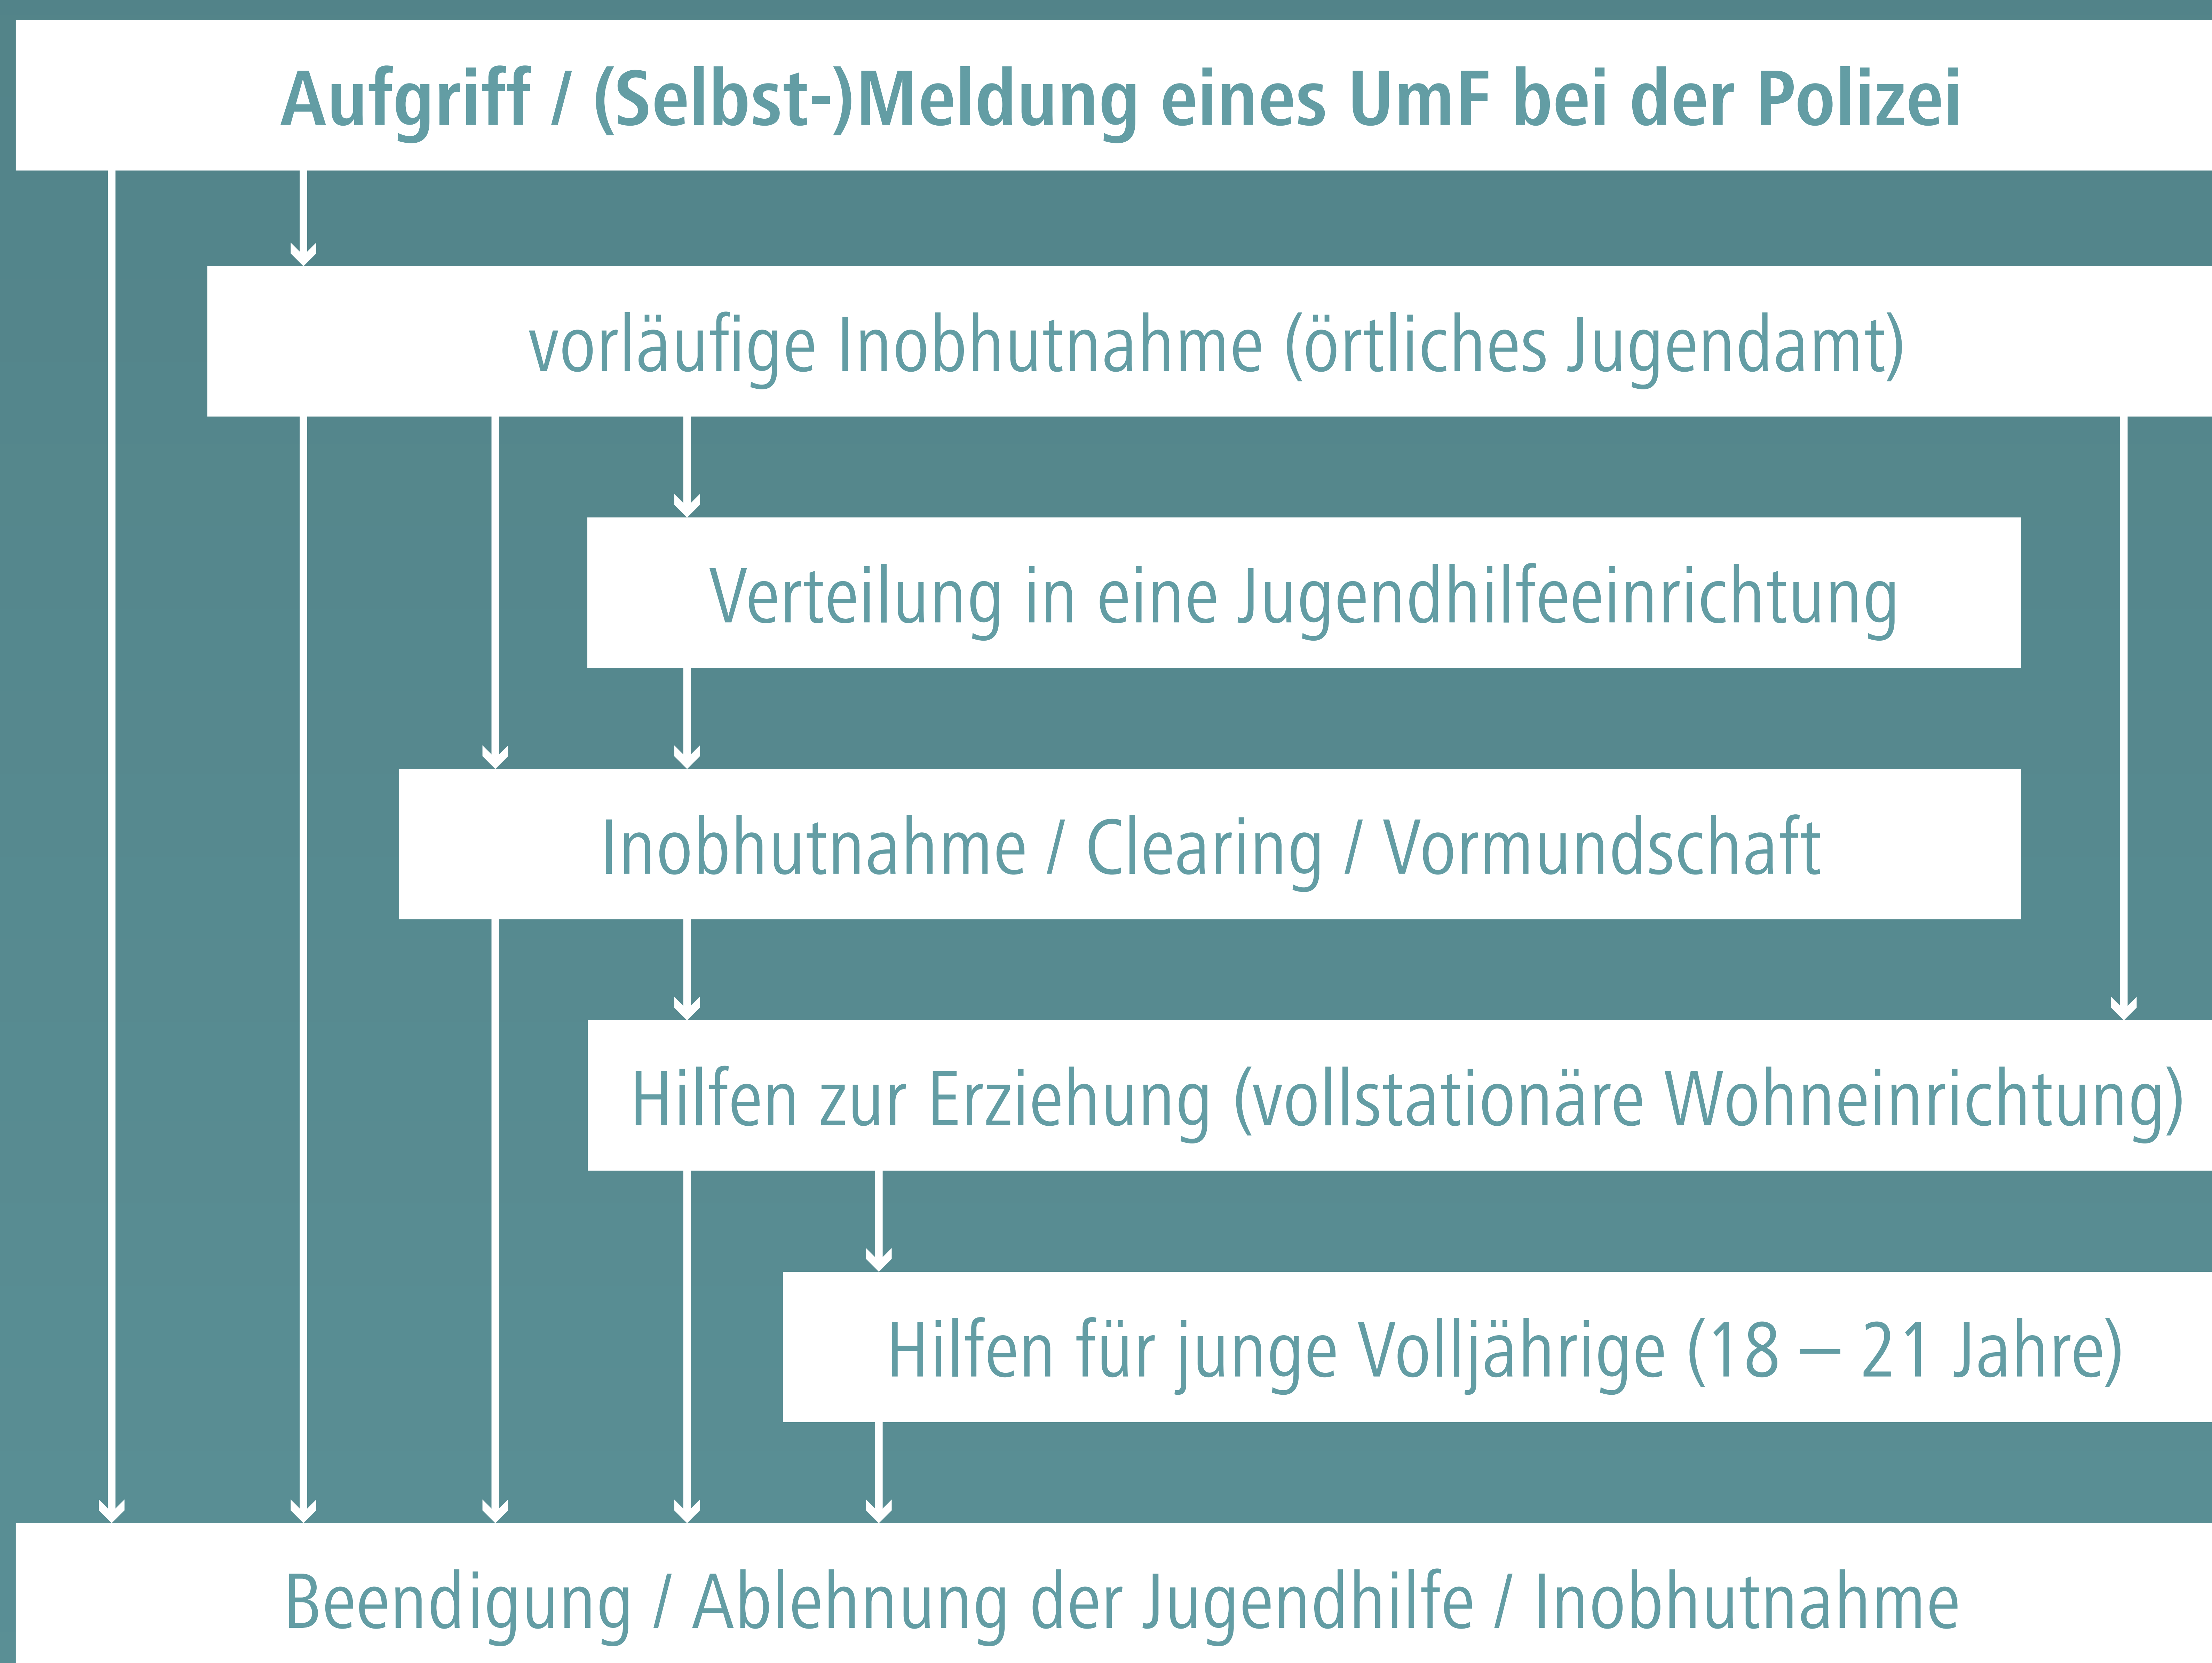 Aufgriff / (Selbst-)Meldung eines UmF bei der Polizei
vorläufige Inobhutnahme (örtliches Jugendamt)
Verteilung in eine Jugendhilfeeinrichtung
Inobhutnahme / Clearing / Vormundschaft
Hilfen zur Erziehung (vollstationäre Wohneinrichtung)
Hilfen für junge Volljährige (18 – 21 Jahre)
Beendigung / Ablehnung der Jugendhilfe / Inobhutnahme